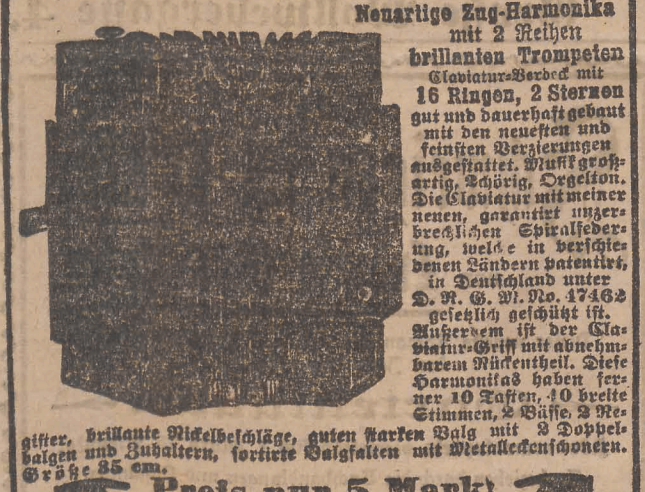 Neuartige Zug-Harmonika
mit 2 Reihen
brillanten Trompeten
Claviatur-Verdeck mit
16 Ringen, 2 Sternen
gut und dauerhaft gebaut
mit den neuesten und
feinsten Verzierungen
ausgestattet. Musik groß-
artig, 2chörig, Orgelton.
Die Claviatur mit meiner
neuen, garantirt unzer-
brechlichen Spiralfeder-
ung, welche in verschie-
denen Ländern patentirt,
in Deutschland unter
D. R. G. M. No. 17462
gesetzlich geschützt ist.
Außerdem ist der Cla-
viatur-Griff mit abnehm-
barem Rückentheil. Diese
Harmonikas haben fer-
ner 10 Tasten, 40 breite
Stimmen, 2 Bässe, 2 Re-
gister, brillante Nickelbeschläge, guten starken Balg mit 2 Doppel-
balgen und Zuhaltern, sortirte Balgfalten mit Metalleckenschonern.
Größe 35 cm.
Preis nur 5 Mark!